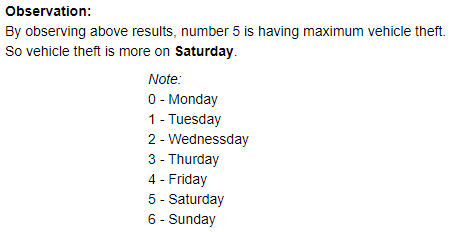 Observation:
By observing above results, number 5 is having maximum vehicle theft.
So vehicle theft is more on Saturday.
Note:
0 - Monday
1 - Tuesday
2 - Wednessday
3 - Thurday
4 - Friday
5 - Saturday
6 - Sunday